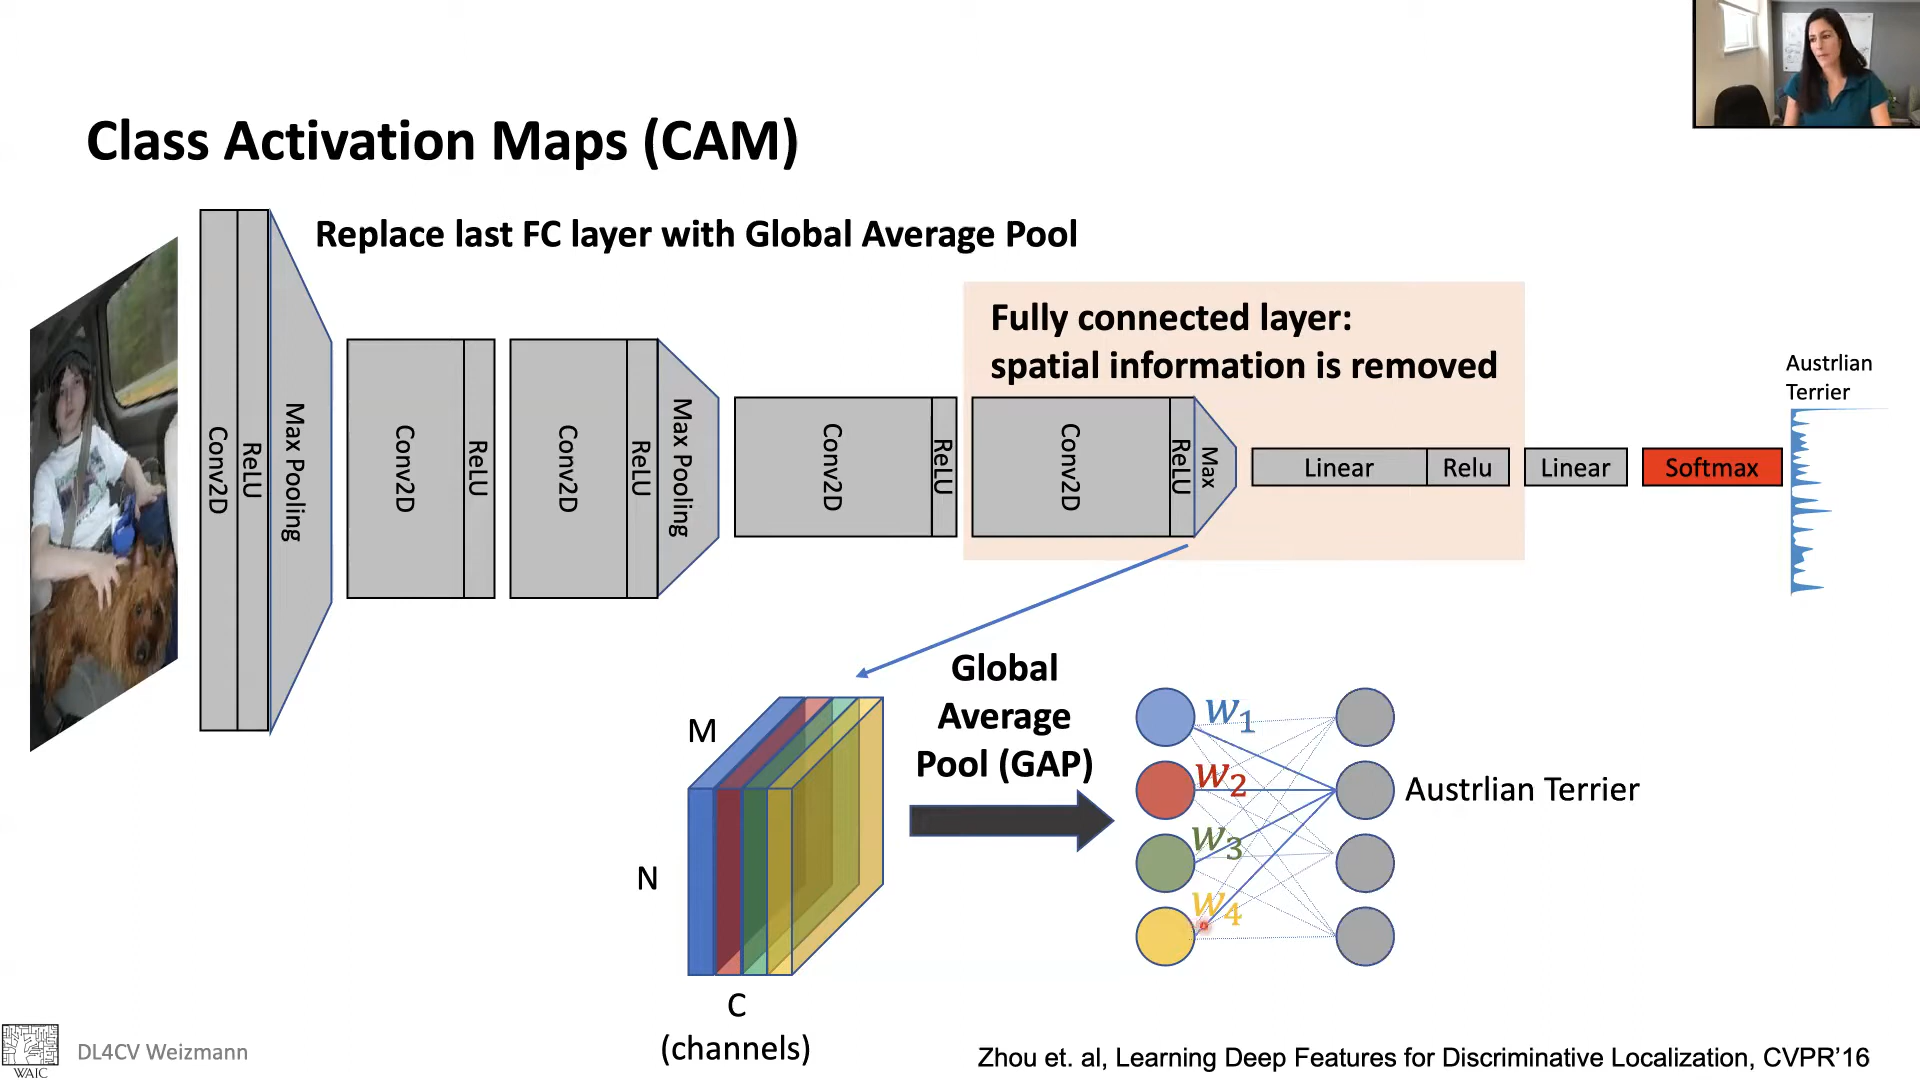 Class Activation Maps (CAM)
Replace last FC layer with Global Average Pool
Fully connected layer:
spatial information is removed
Conv2D
ReLU
Max Pooling
Conv2D
ReLU
Conv2D
ReLU
Max Pooling
Conv2D
ReLU
Conv2D
ReLU
Max
Linear
Relu
Linear
Softmax
Austrlian
Terrier
Global
Average
Pool (GAP)
M
N
C
(channels)
w1
w2
w3
w4
Austrlian Terrier
WAIC
DL4CV Weizmann
Zhou et. al, Learning Deep Features for Discriminative Localization, CVPR’16